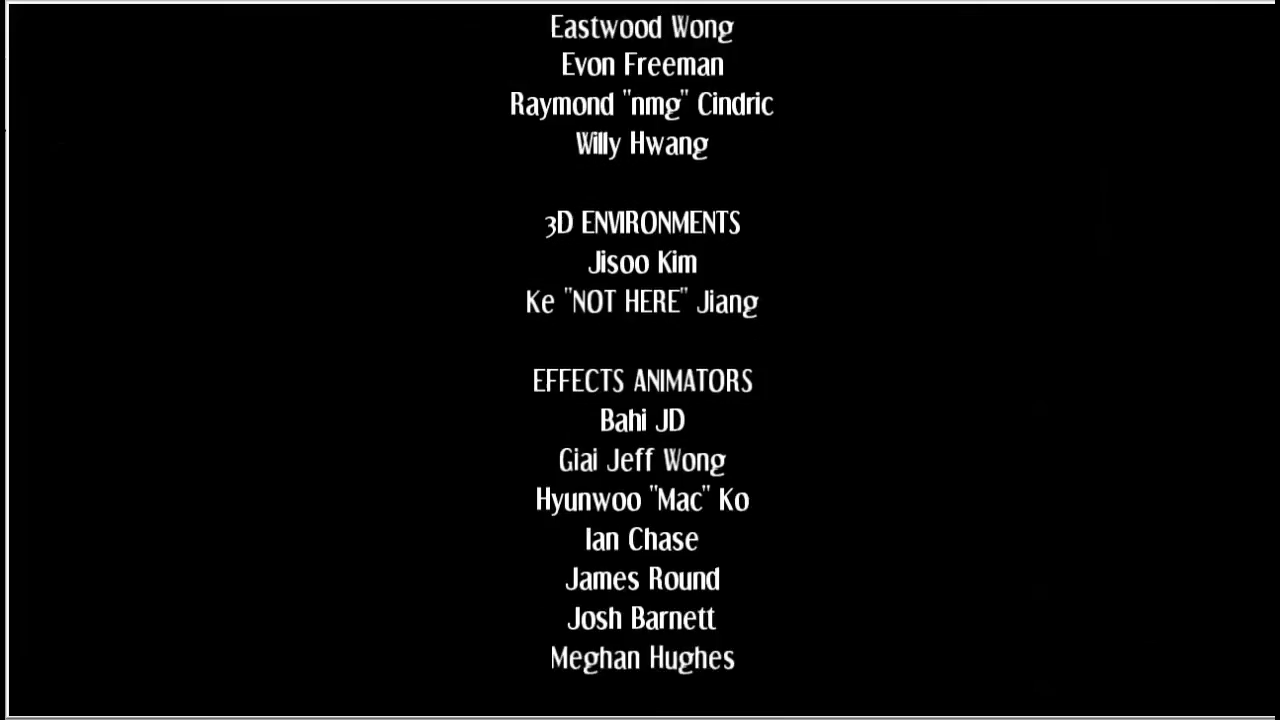 Eastwood Wong
Evon Freeman
Raymond "nmg" Cindric
Willy Hwang
3D ENVIRONMENTS
Jisoo Kim
Ke "NOT HERE" Jiang
EFFECTS ANIMATORS
Bahi JD
Giai Jeff Wong
Hyunwoo "Mac" Ko
Ian Chase
James Round
Josh Barnett
Meghan Hughes